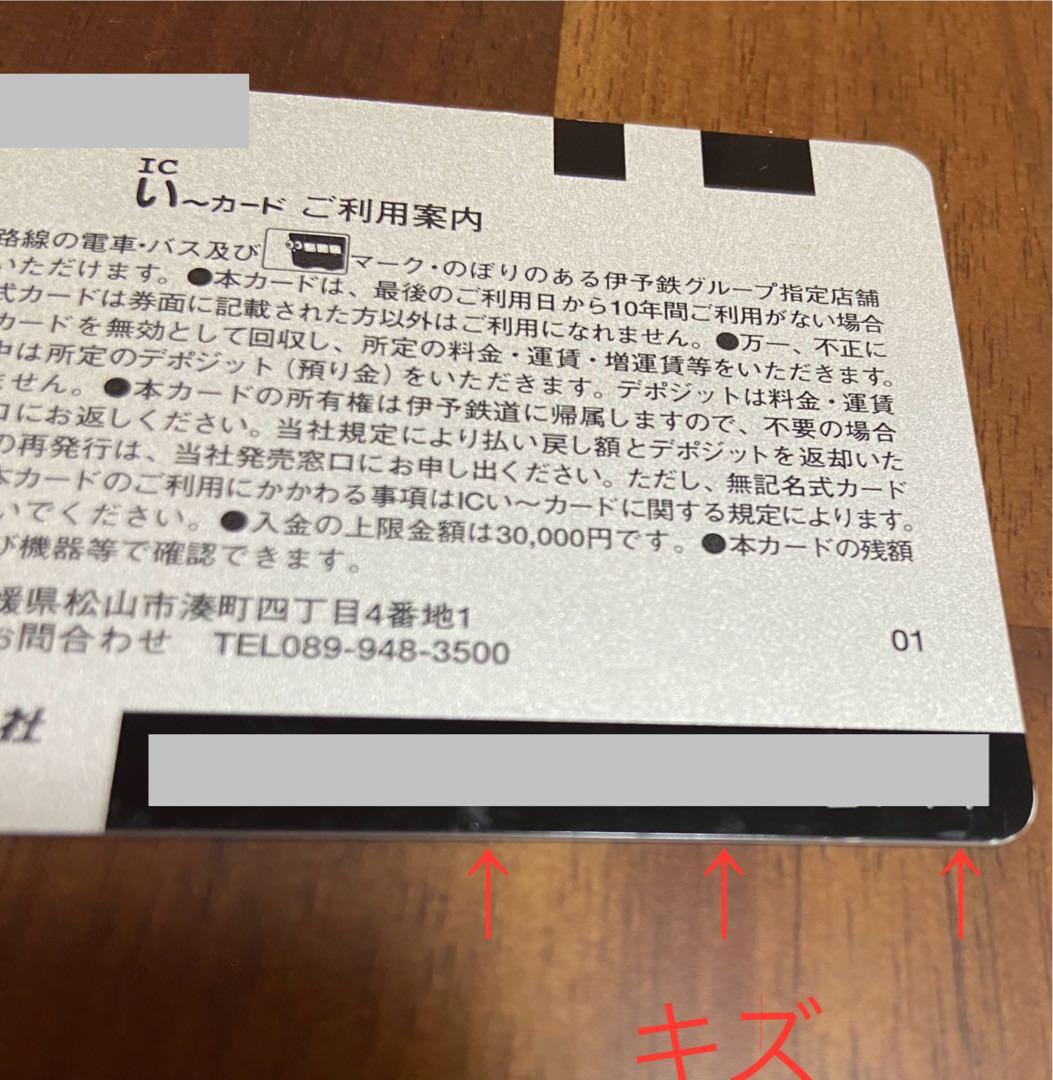 IC
い〜カード ご利用案内
路線の電車・バス及び マーク・のぼりのある伊予鉄グループ指定店舗
いただけます。●本カードは、最後のご利用日から10年間ご利用がない場合
式カードは券面に記載された方以外はご利用になれません。●万一、不正に
カードを無効として回収し、所定の料金・運賃・増運賃等をいただきます。
中は所定のデポジット(預り金)をいただきます。デポジットは料金・運賃
ません。●本カードの所有権は伊予鉄道に帰属しますので、不要の場合
口にお返しください。当社規定により払い戻し額とデポジットを返却いた
の再発行は、当社発売窓口にお申し出ください。ただし、無記名式カード
本カードのご利用にかかわる事項はICい〜カードに関する規定によります。
いでください。●入金の上限金額は30,000円です。●本カードの残額
び機器等で確認できます。
媛県松山市湊町四丁目4番地1
お問合わせ TEL089-948-3500
01
社
キズ